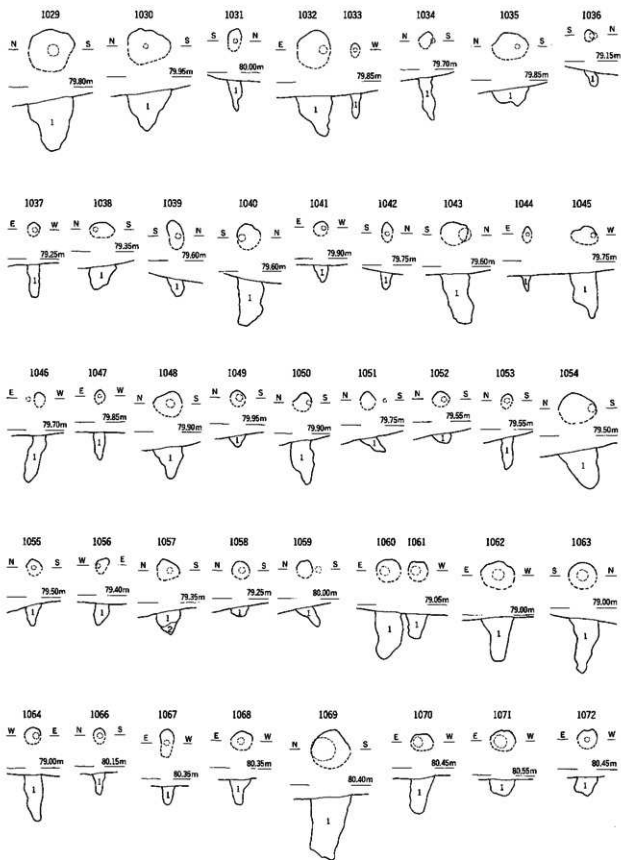 1029 1030 1031 1032 1033 1034 1035 1036
N S N S S N E W N S N S S N
79.80m 79.95m 80.00m 79.85m 79.70m 79.85m 79.15m
1 1 1 1 1 1 1 1
1037 1038 1039 1040 1041 1042 1043 1044 1045
E W N S S N S N E W S N S N E W
79.25m 79.35m 79.60m 79.60m 79.90m 79.75m 79.60m 79.75m
1 1 1 1 1 1 1 1 1
1046 1047 1048 1049 1050 1051 1052 1053 1054
E W E W N S N S N S N S N S N S N S
79.70m 79.85m 79.90m 79.95m 79.90m 79.75m 79.55m 79.55m 79.50m
1 1 1 1 1 1 1 1 1
1055 1056 1057 1058 1059 1060 1061 1062 1063
N S W E N S N S N S E W E W S N
79.50m 79.40m 79.35m 79.25m 80.00m 79.05m 79.00m 79.00m
1 1 1 1 1 1 1 1 1
2
1064 1066 1067 1068 1069 1070 1071 1072
W E N S E W E W N S E W E W E W
79.00m 80.15m 80.35m 80.35m 80.40m 80.45m 80.55m 80.45m
1 1 1 1 1 1 1 1